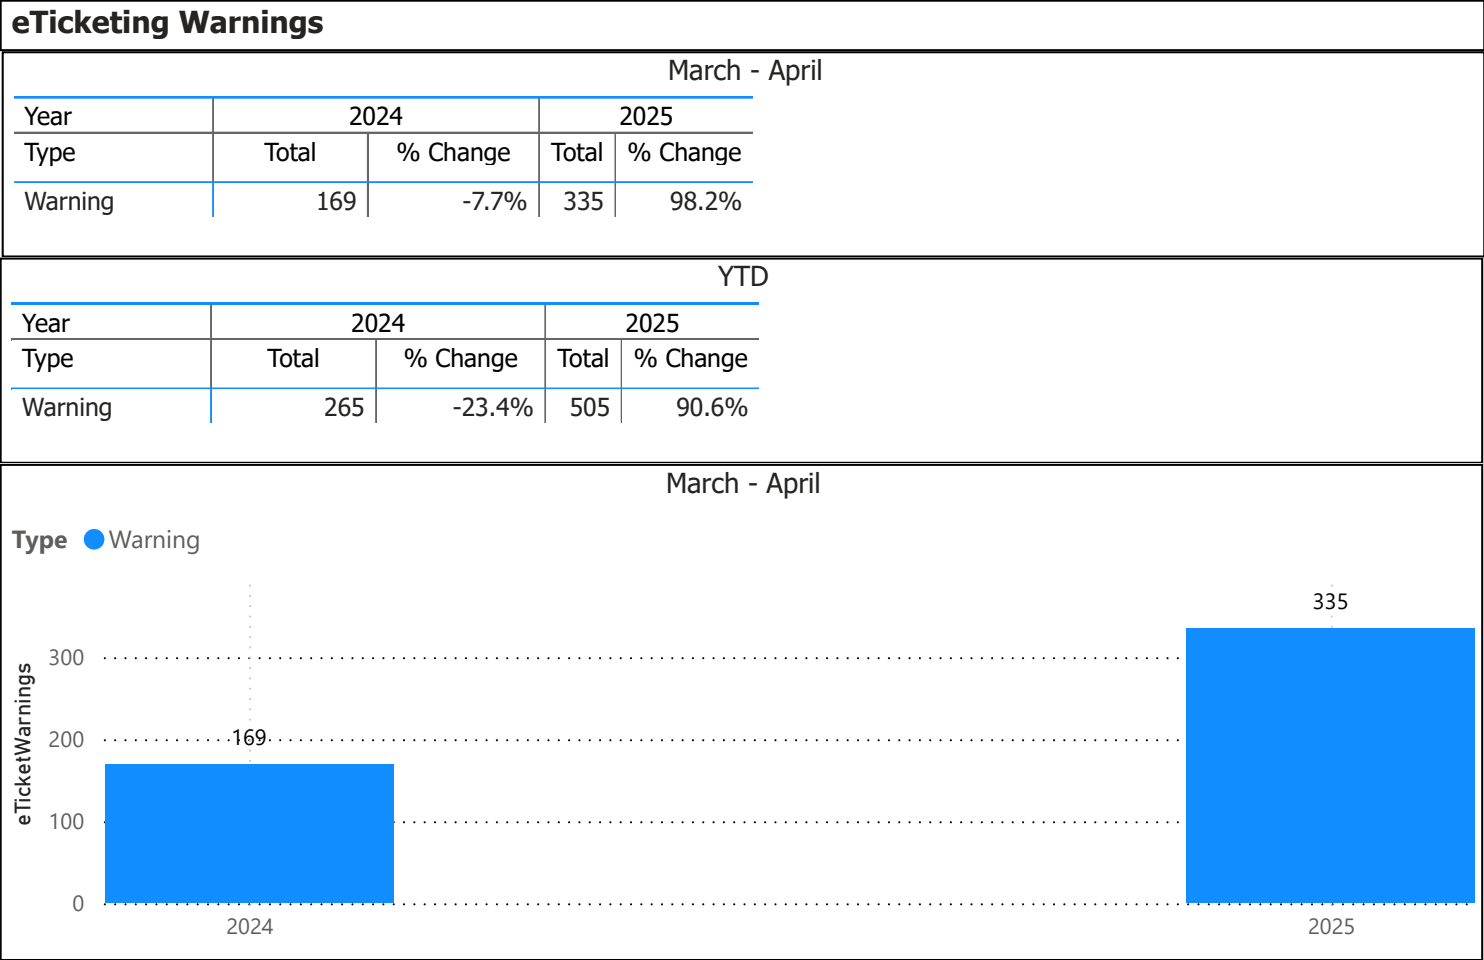 eTicketing Warnings
March - April
Year 2024 2025
Type Total % Change Total % Change
Warning 169 -7.7% 335 98.2%
YTD
Year 2024 2025
Type Total % Change Total % Change
Warning 265 -23.4% 505 90.6%
March - April
Type Warning
335
300
169
200
100
0
eTicketWarnings
2024 2025